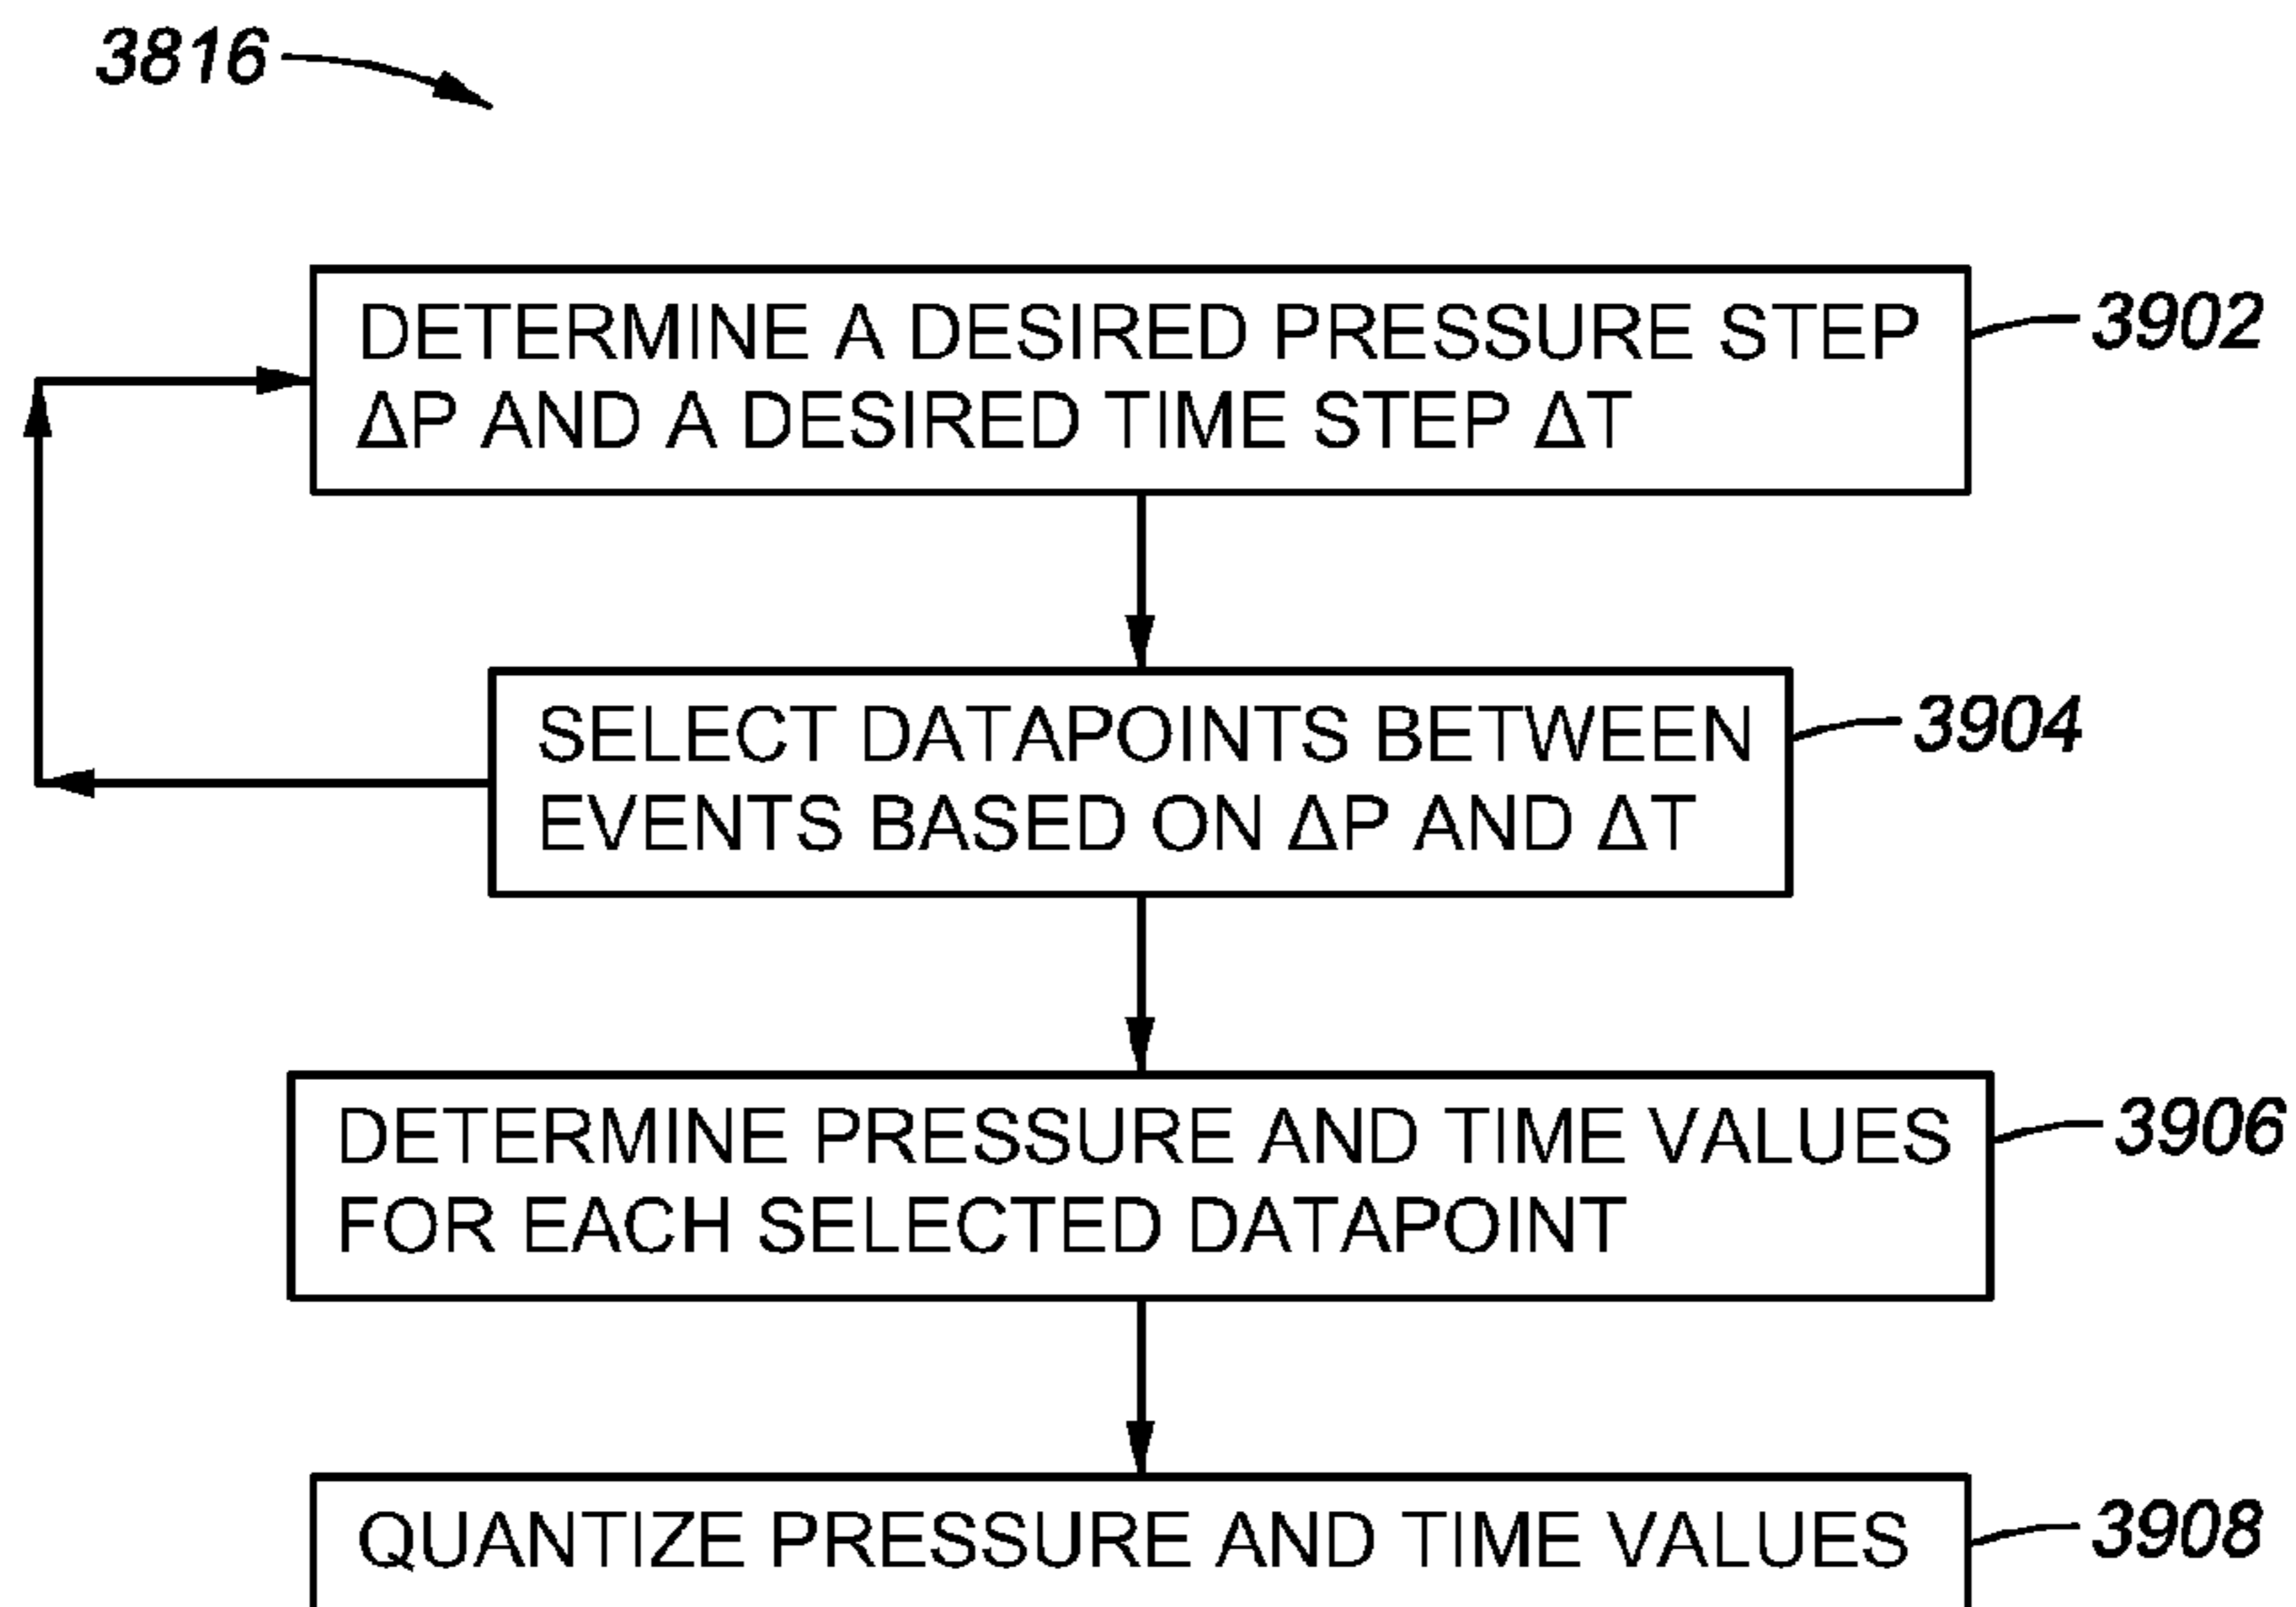 3816
DETERMINE A DESIRED PRESSURE STEP
ΔP AND A DESIRED TIME STEP ΔT
3902
SELECT DATAPOINTS BETWEEN
EVENTS BASED ON ΔP AND ΔT
3904
DETERMINE PRESSURE AND TIME VALUES
FOR EACH SELECTED DATAPOINT
3906
QUANTIZE PRESSURE AND TIME VALUES
3908